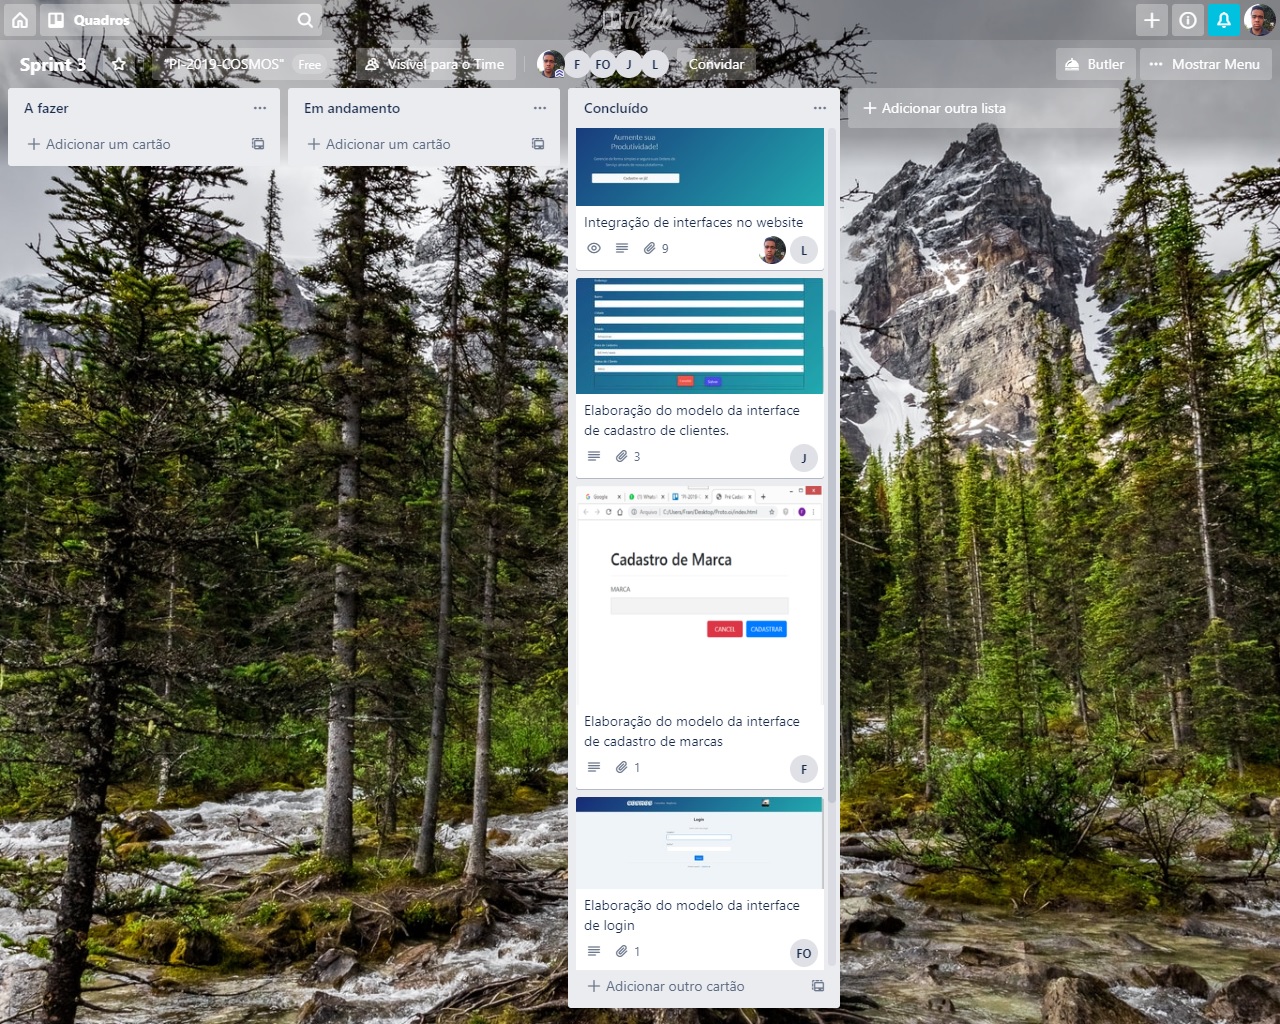 Quadros
Trello
Sprint 3
"PI-2019-COSMOS"
Free
Visível para o Time
F
FO
J
L
Convidar
Butler
Mostrar Menu
A fazer
Adicionar um cartão
Em andamento
Adicionar um cartão
Concluído
Aumente sua
Produtividade!
Cadastre-se já!
Integração de interfaces no website
9
L
Elaboração do modelo da interface
de cadastro de clientes.
3
J
Google
Cadastro de Marca
MARCA
CANCEL
CADASTRAR
Elaboração do modelo da interface
de cadastro de marcas
1
F
COSMOS
Login
Elaboração do modelo da interface
de login
1
FO
Adicionar outro cartão
Adicionar outra lista